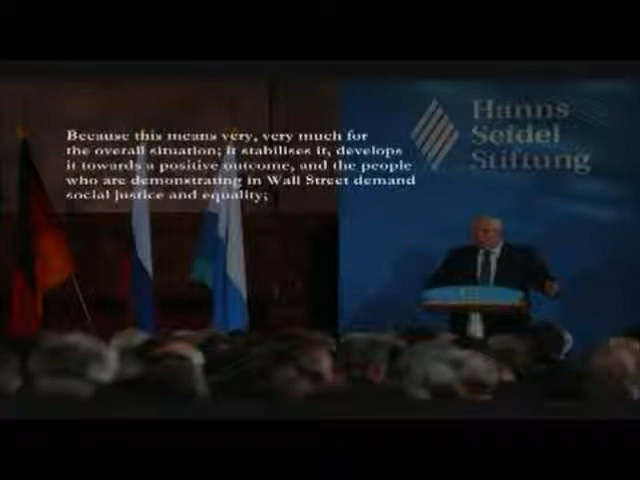 Because this means very, very much for
the overall situation; it stabilises it, develops
it towards a positive outcome, and the people
who are demonstrating in Wall Street demand
social justice and equality;
Hanns
Seidel
Stiftung